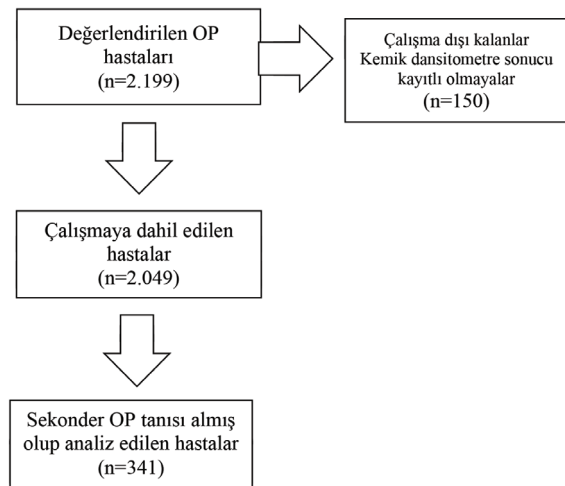 Değerlendirilen OP
hastaları
(n=2.199)
Çalışma dışı kalanlar
Kemik dansitometre sonucu
kayıtlı olmayalar
(n=150)
Çalışmaya dahil edilen
hastalar
(n=2.049)
Sekonder OP tanısı almış
olup analiz edilen hastalar
(n=341)